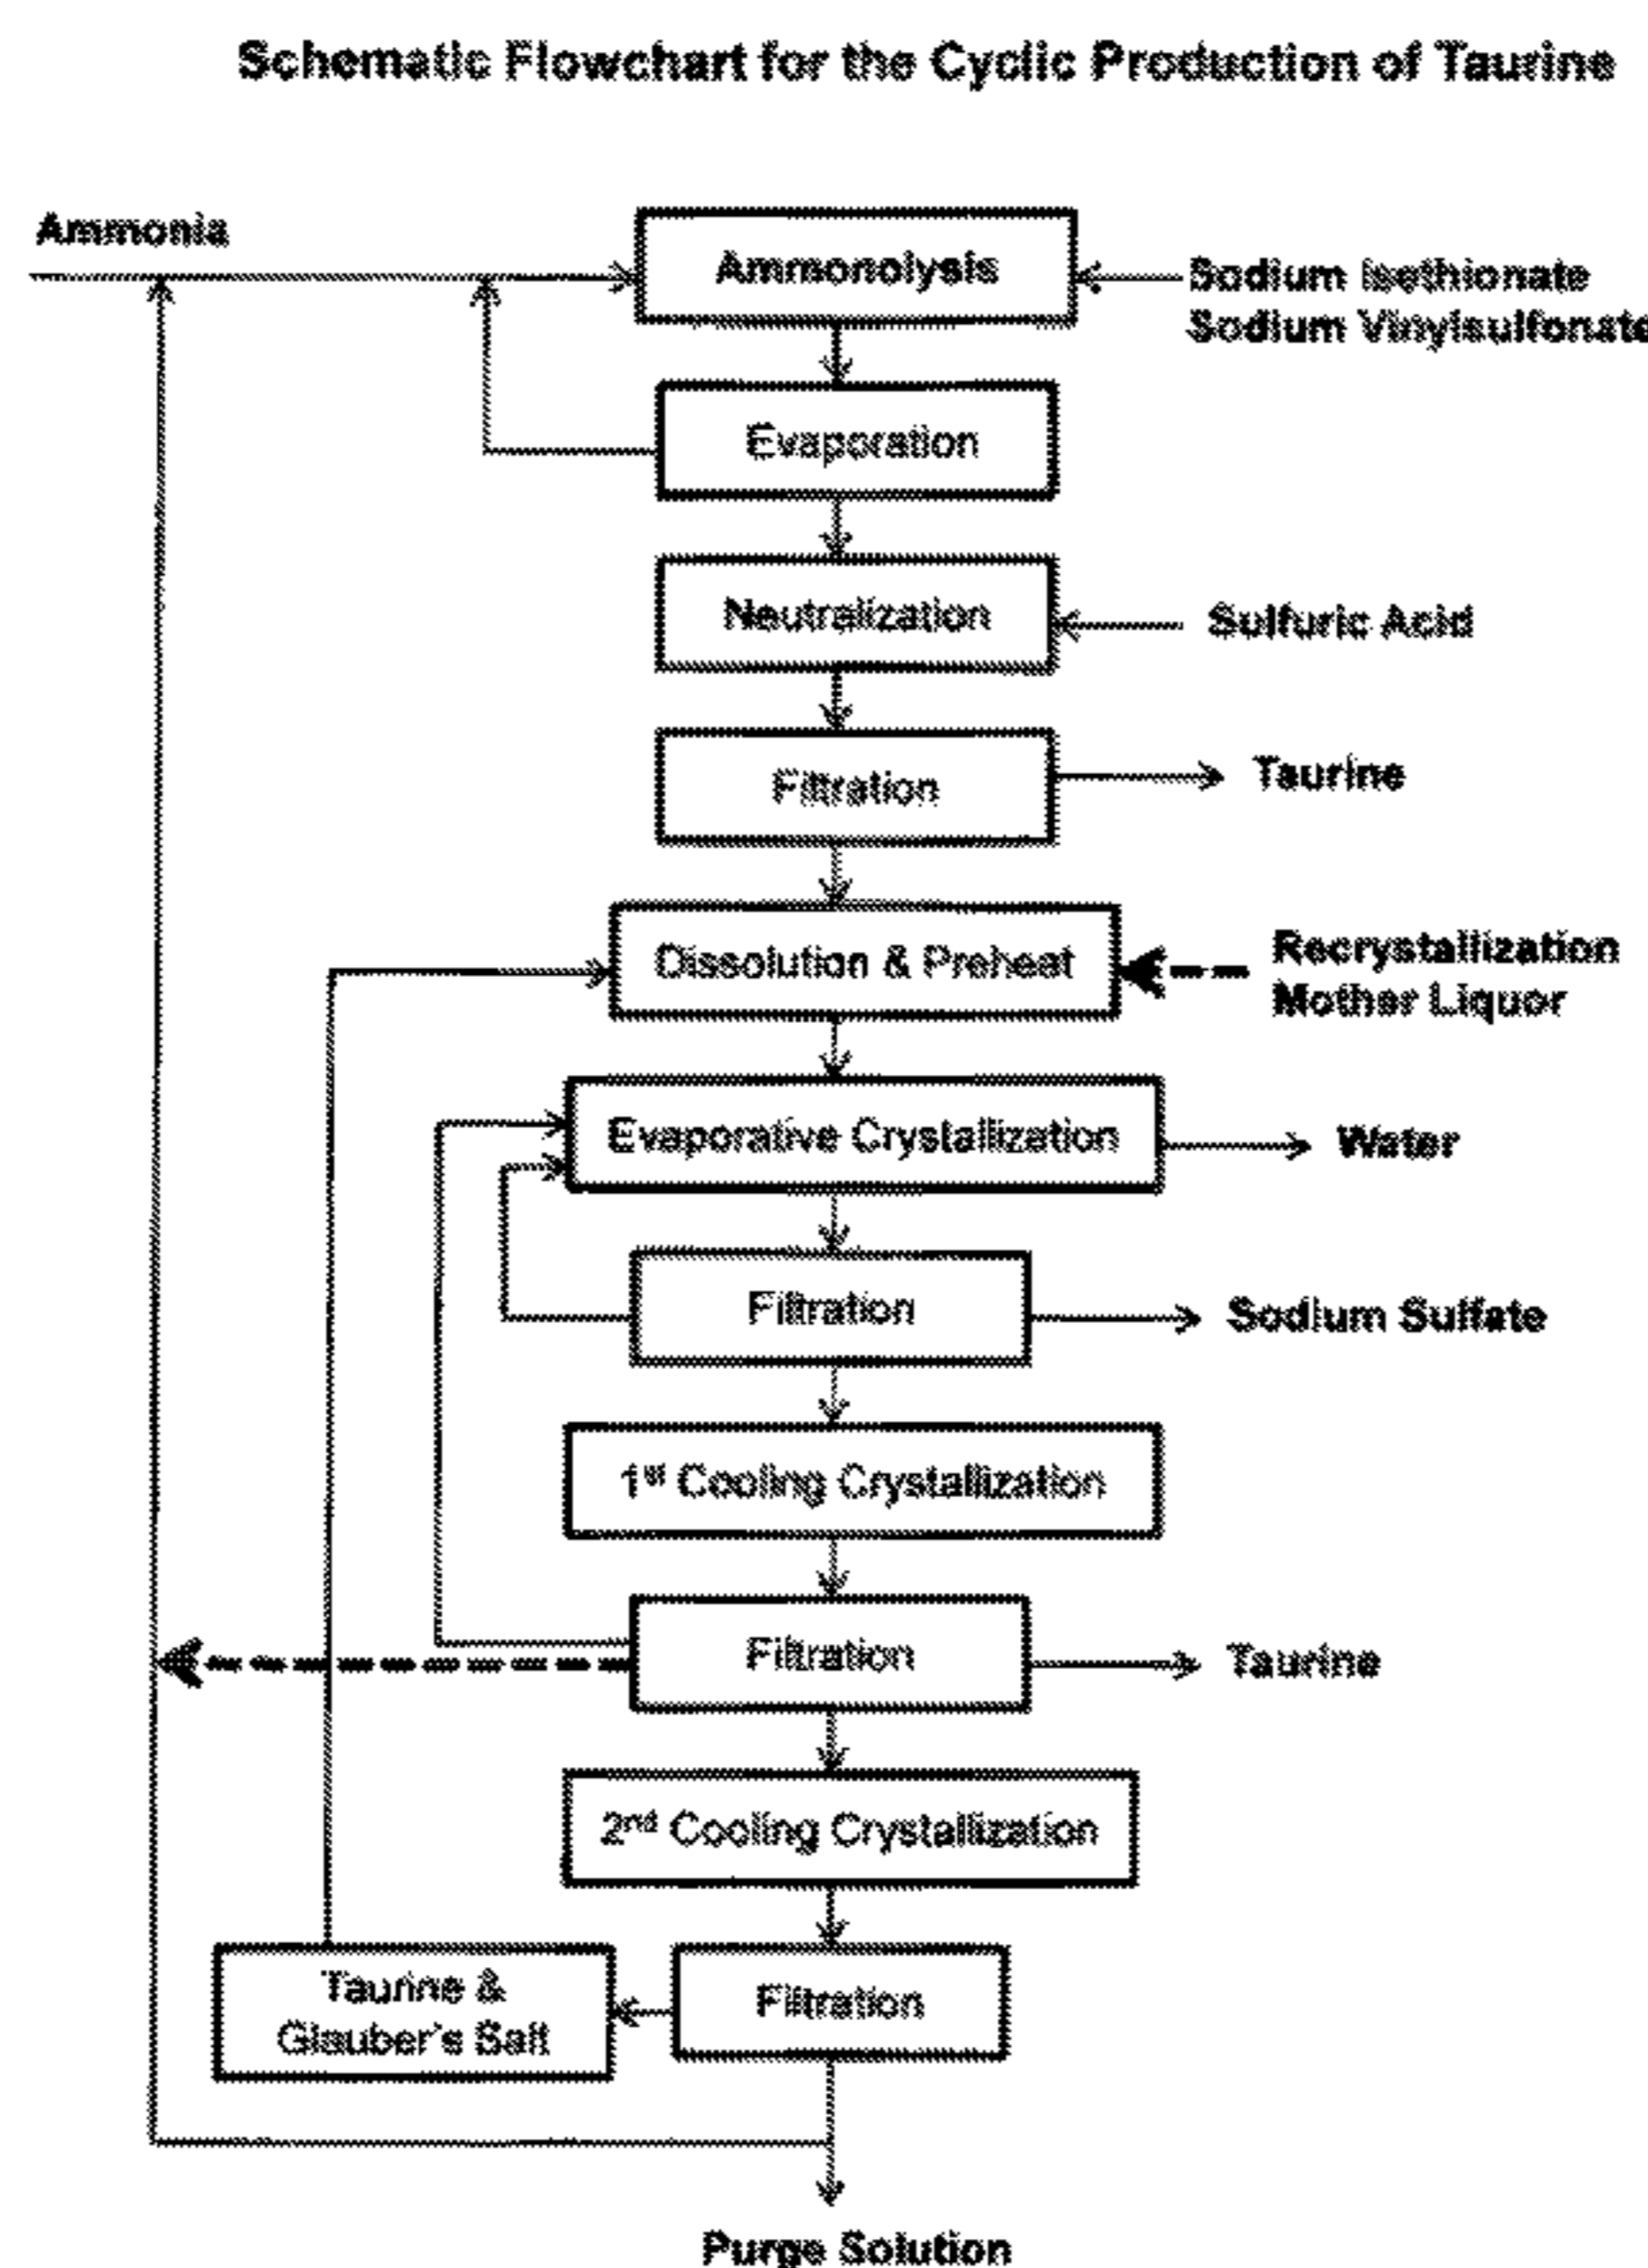 Schematic Flowchart for the Cyclic Production of Taurine
Ammonia
Ammonolysis
Sodium Isethionate
Sodium Vinylsulfonate
Evaporation
Neutralization
Sulfuric Acid
Filtration
Taurine
Dissolution & Preheat
Recrystallization
Mother Liquor
Evaporative Crystallization
Water
Filtration
Sodium Sulfate
1st Cooling Crystallization
Filtration
Taurine
2nd Cooling Crystallization
Taurine &
Glauber's Salt
Filtration
Purge Solution